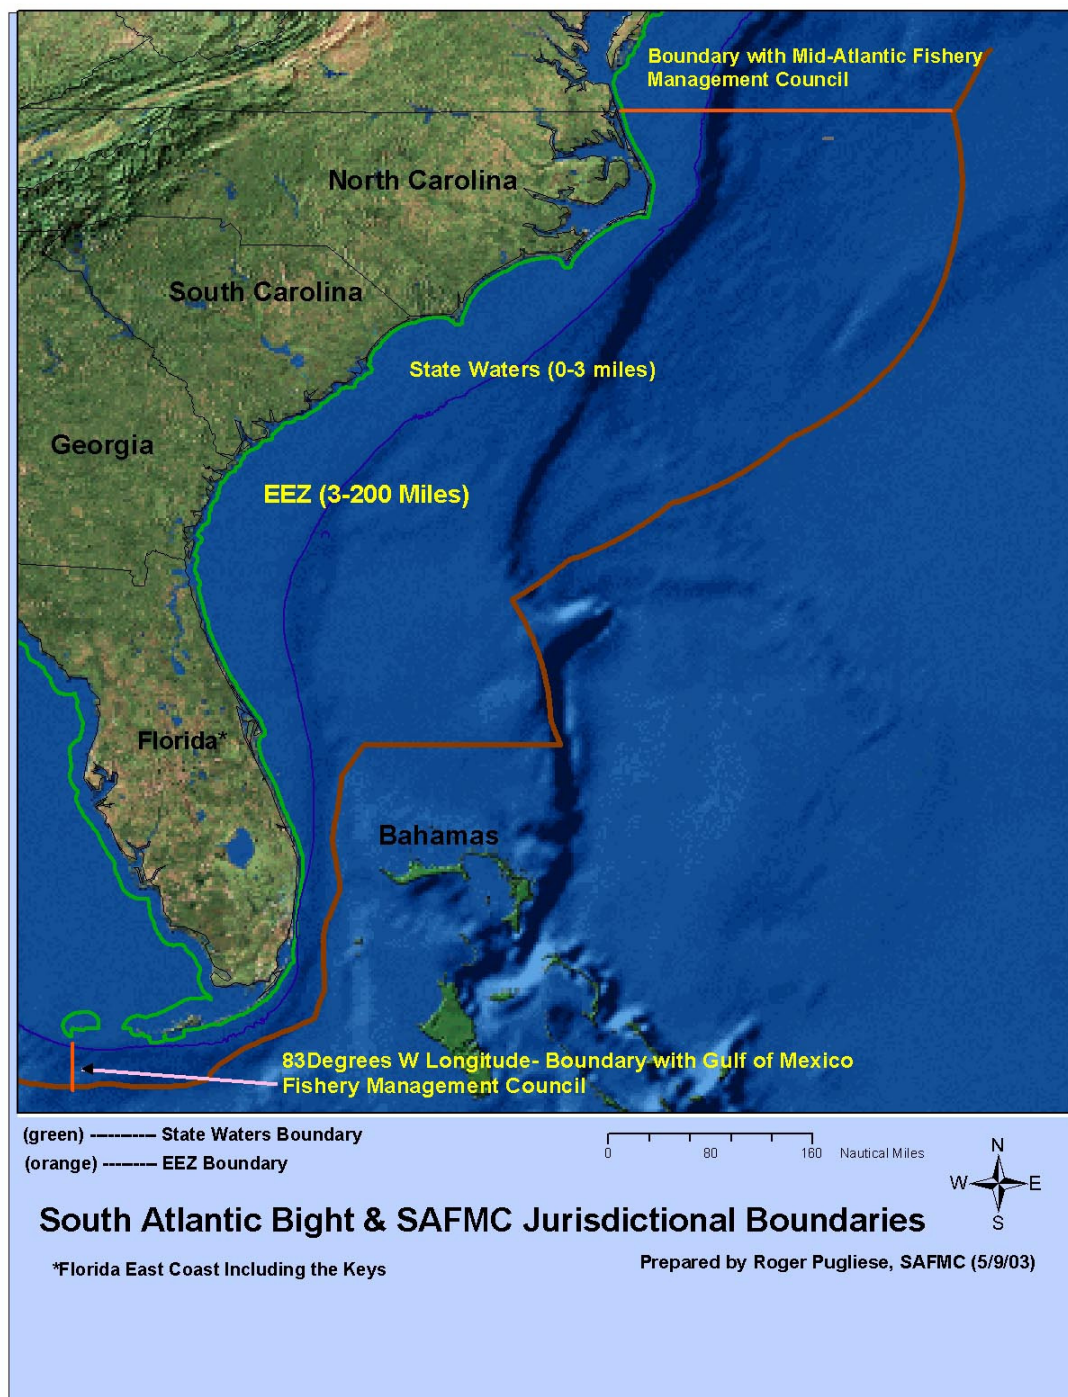 Boundary with Mid-Atlantic Fishery
Management Council
North Carolina
South Carolina
State Waters (0-3 miles)
Georgia
EEZ (3-200 Miles)
Florida*
Bahamas
83Degrees W Longitude- Boundary with Gulf of Mexico
Fishery Management Council
(green) ----------- State Waters Boundary
(orange) --------- EEZ Boundary
0 80 160 Nautical Miles
N
W E
S
South Atlantic Bight & SAFMC Jurisdictional Boundaries
*Florida East Coast Including the Keys
Prepared by Roger Pugliese, SAFMC (5/9/03)